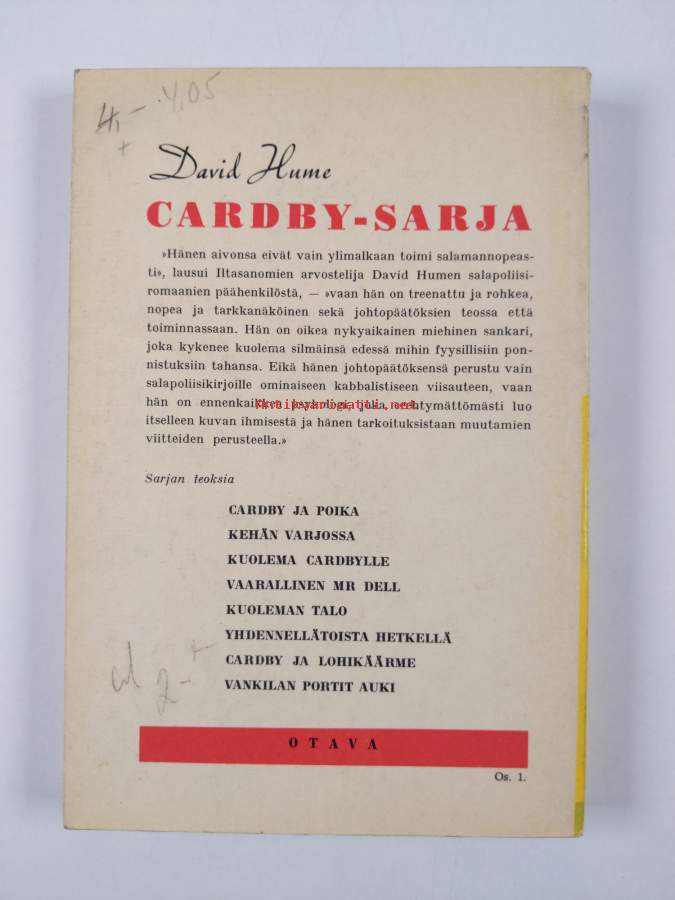 4,- 4,05
+
David Hume
CARDBY-SARJA
»Hänen aivonsa eivät vain ylimalkaan toimi salamannopeas-
ti», lausui Iltasanomien arvostelija David Humen salapoliisi-
romaanien päähenkilöstä, — »vaan hän on treenattu ja rohkea,
nopea ja tarkkanäköinen sekä johtopäätöksien teossa että
toiminnassaan. Hän on oikea nykyaikainen miehinen sankari,
joka kykenee kuolema silmäinsä edessä mihin fyysillisiin pon-
nistuksiin tahansa. Eikä hänen johtopäätöksensä perustu vain
salapoliisikirjoille ominaiseen kabbalistiseen viisauteen, vaan
hän on ennenkaikkea psykologi, joka erehtymättömästi luo
itselleen kuvan ihmisestä ja hänen tarkoituksistaan muutamien
viitteiden perusteella.»
Sarjan teoksia
CARDBY JA POIKA
KEHÄN VARJOSSA
KUOLEMA CARDBYLLE
VAARALLINEN MR DELL
KUOLEMAN TALO
YHDENNELLÄTOISTA HETKELLÄ
CARDBY JA LOHIKÄÄRME
VANKILAN PORTIT AUKI
2-
OTAVA
Os. 1.